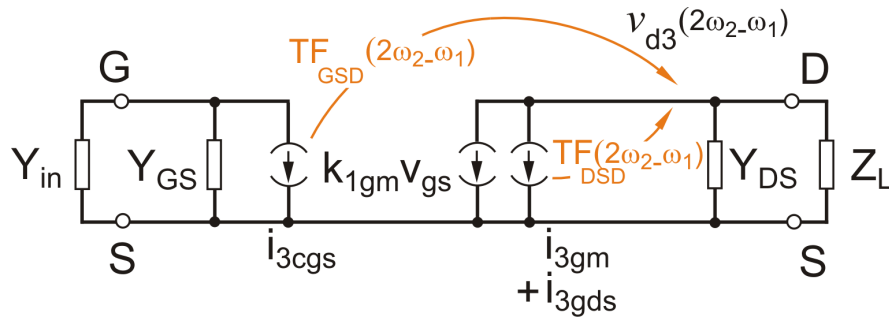 v_d3(2ω₂-ω₁)
TF_GSD(2ω₂-ω₁)
G
D
Y_in
Y_GS
k_1gm v_gs
TF_DSD(2ω₂-ω₁)
Y_DS
Z_L
S
i_3cgs
i_3gm
+ i_3gds
S